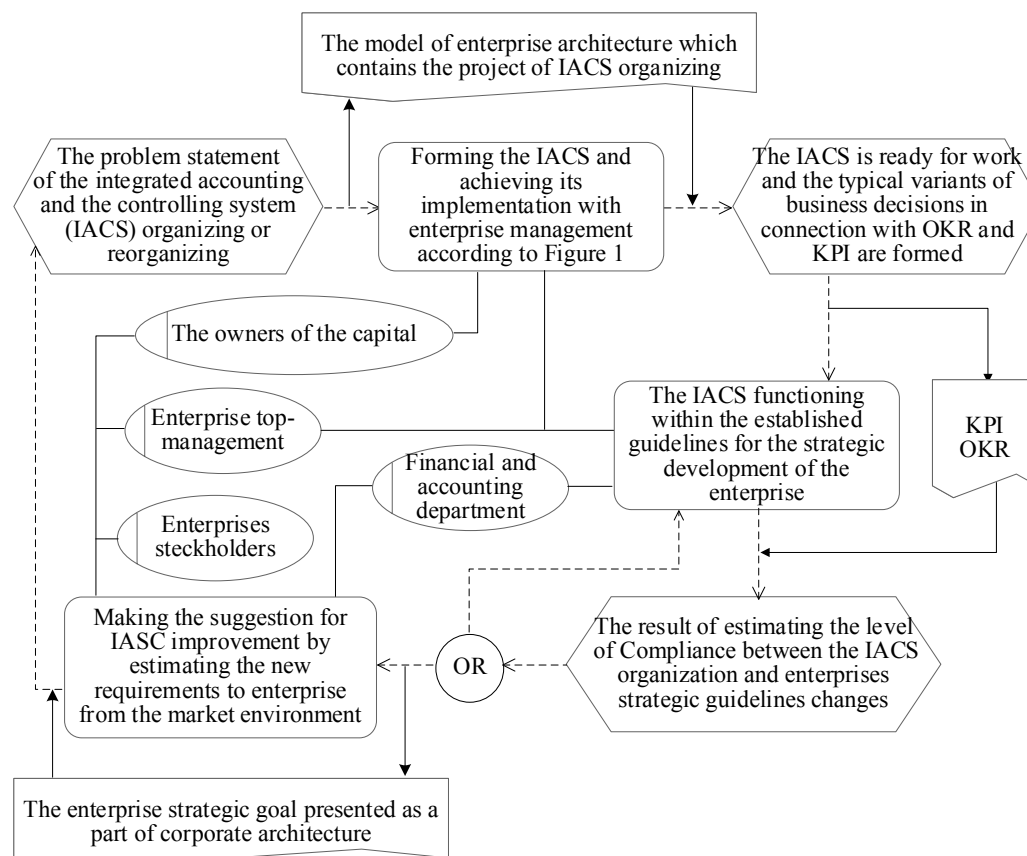 The model of enterprise architecture which
contains the project of IACS organizing
The problem statement
of the integrated accounting
and the controlling system
(IACS) organizing or
reorganizing
Forming the IACS and
achieving its
implementation with
enterprise management
according to Figure 1
The IACS is ready for work
and the typical variants of
business decisions in
connection with OKR and
KPI are formed
The owners of the capital
Enterprise top-
management
Financial and
accounting
department
Enterprises
steckholders
The IACS functioning
within the established
guidelines for the strategic
development of the
enterprise
KPI
OKR
Making the suggestion for
IASC improvement by
estimating the new
requirements to enterprise
from the market environment
OR
The result of estimating the level
of Compliance between the IACS
organization and enterprises
strategic guidelines changes
The enterprise strategic goal presented as a
part of corporate architecture